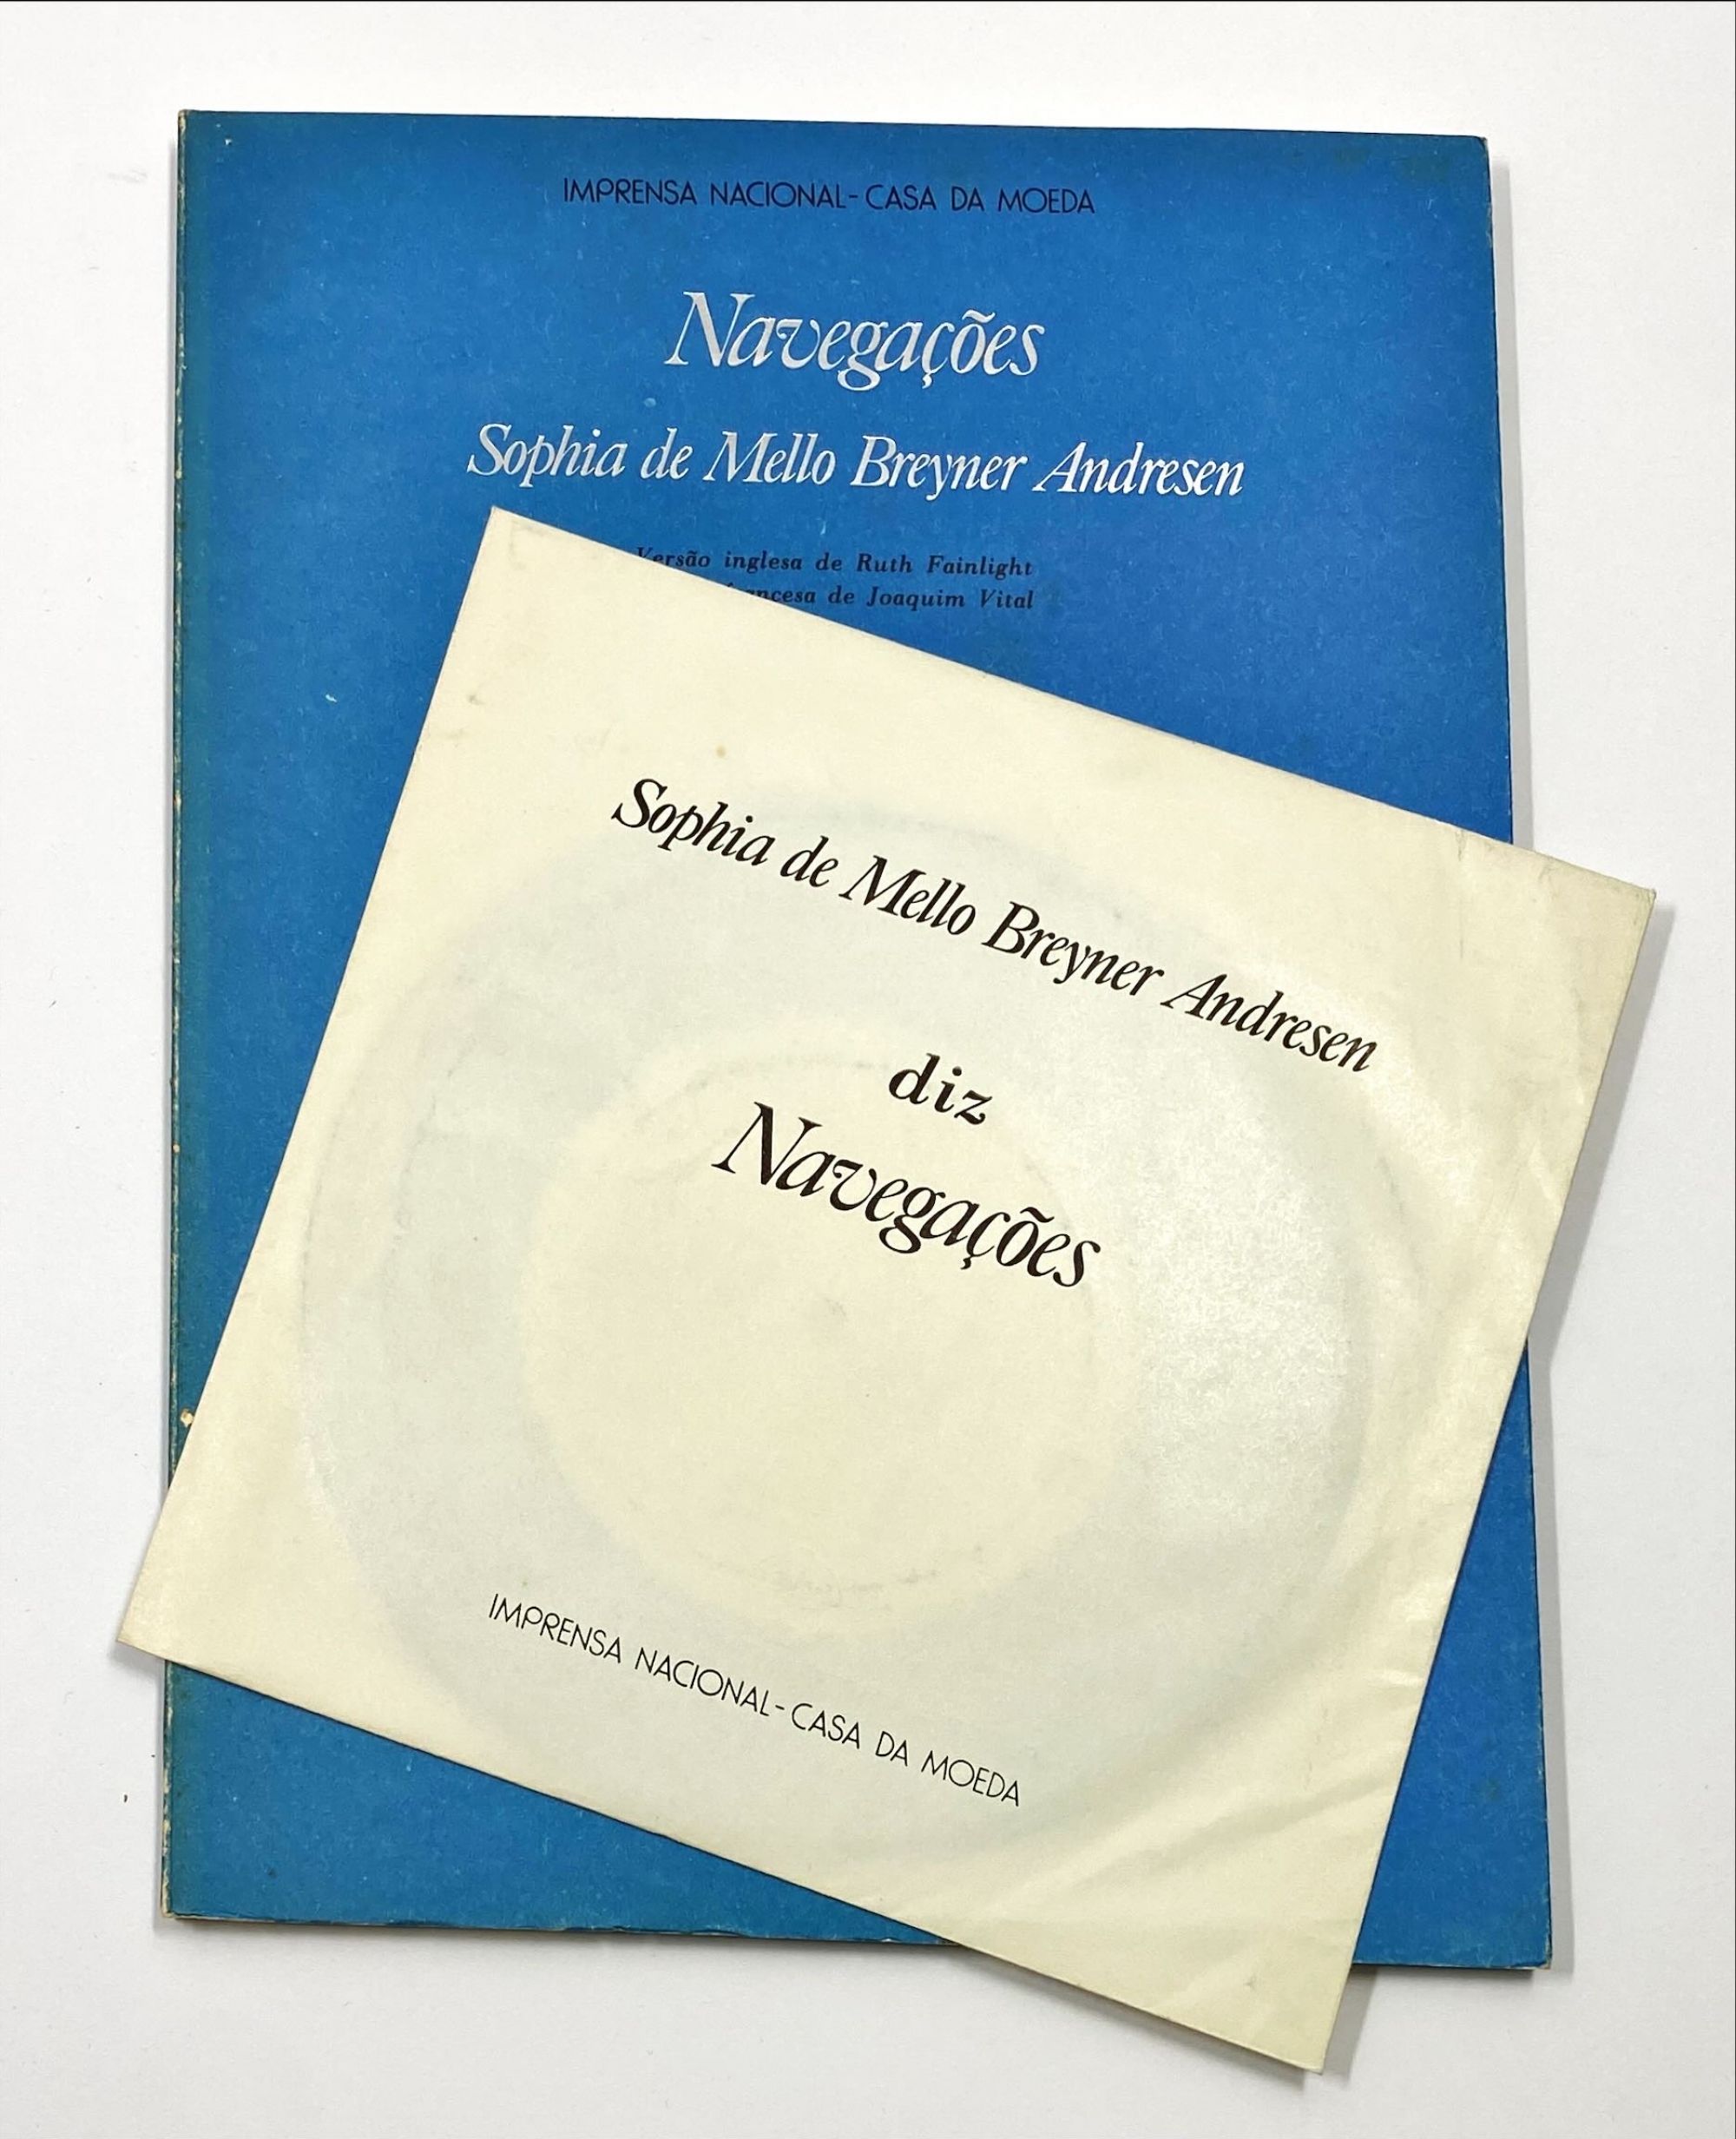 IMPRENSA NACIONAL-CASA DA MOEDA
Navegações
Sophia de Mello Breyner Andresen
Versão inglesa de Ruth Fainlight
de Joaquim Vital
Sophia de Mello Breyner Andresen
diz
Navegações
IMPRENSA NACIONAL-CASA DA MOEDA